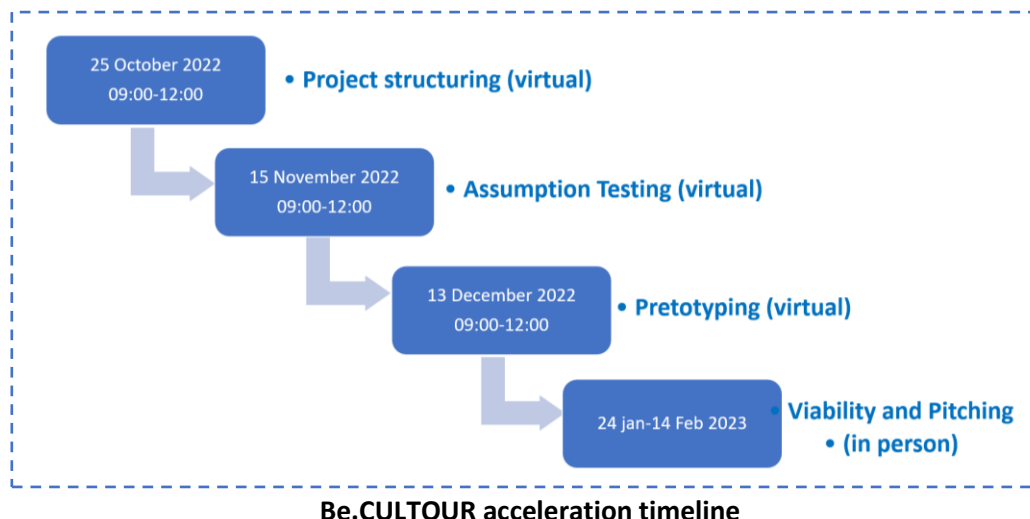 25 October 2022
09:00-12:00
• Project structuring (virtual)
15 November 2022
09:00-12:00
• Assumption Testing (virtual)
13 December 2022
09:00-12:00
• Pretotyping (virtual)
24 jan-14 Feb 2023
• Viability and Pitching
• (in person)
Be.CULTOUR acceleration timeline